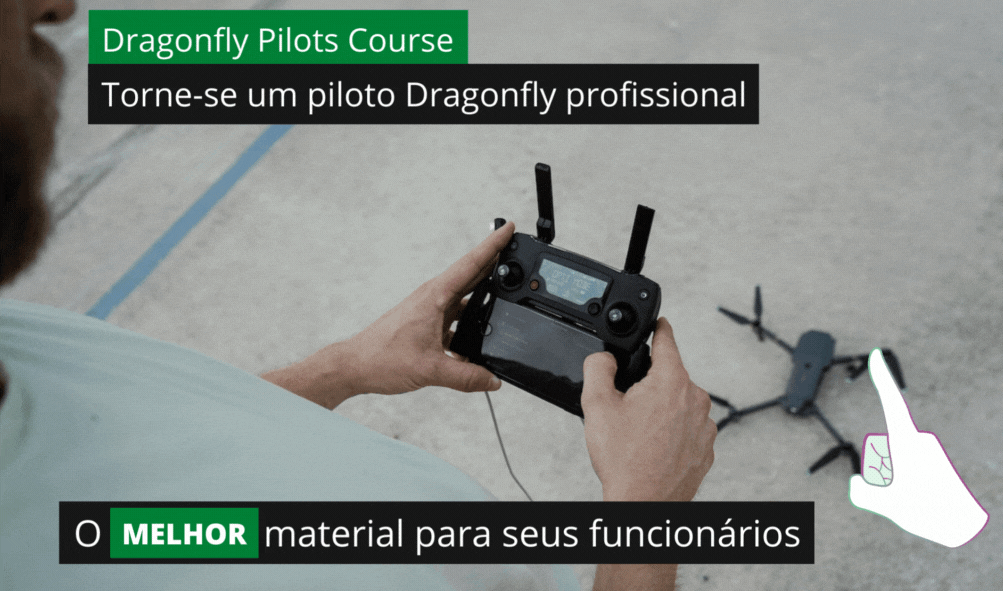 Dragonfly Pilots Course
Torne-se um piloto Dragonfly profissional
O MELHOR material para seus funcionários